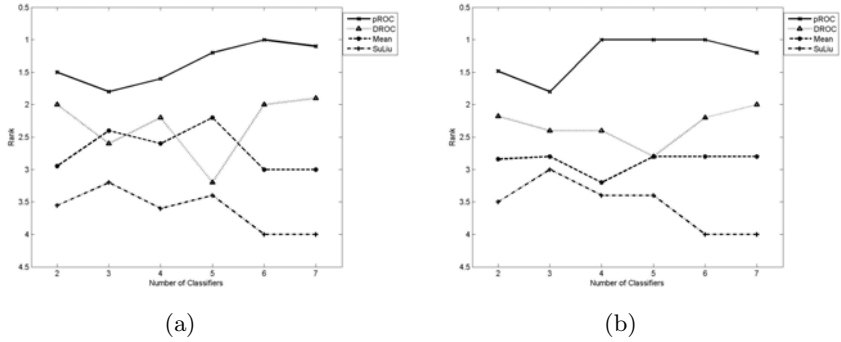 0.5
1
1.5
2
2.5
3
3.5
4
4.5
Rank
2 3 4 5 6 7
Number of Classifiers
pROC
DROC
Mean
SuLiu
(a)
0.5
1
1.5
2
2.5
3
3.5
4
4.5
Rank
2 3 4 5 6 7
Number of Classifiers
pROC
DROC
Mean
SuLiu
(b)